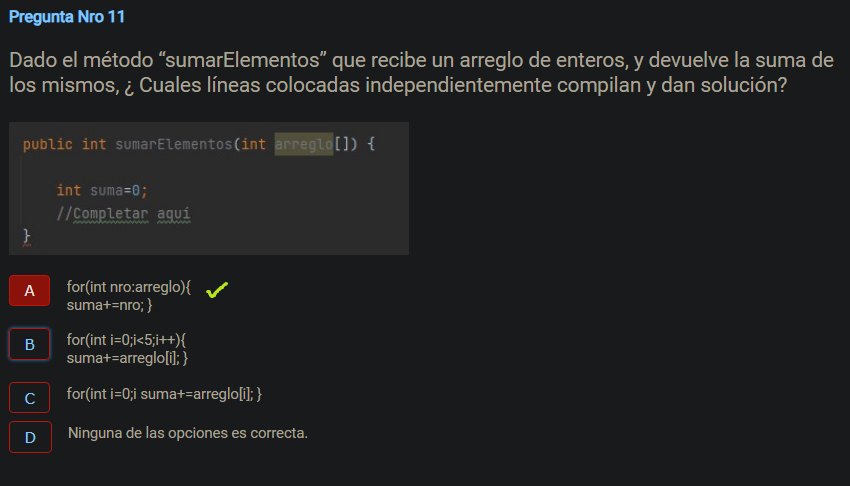 Pregunta Nro 11
Dado el método “sumarElementos” que recibe un arreglo de enteros, y devuelve la suma de
los mismos, ¿ Cuales líneas colocadas independientemente compilan y dan solución?
public int sumarElementos(int arreglo[]) {
int suma=0;
//Completar aqui
}
A for(int nro:arreglo){
suma+=nro; }
B for(int i=0;i<5;i++){
suma+=arreglo[i]; }
C for(int i=0;i suma+=arreglo[i]; }
D Ninguna de las opciones es correcta.